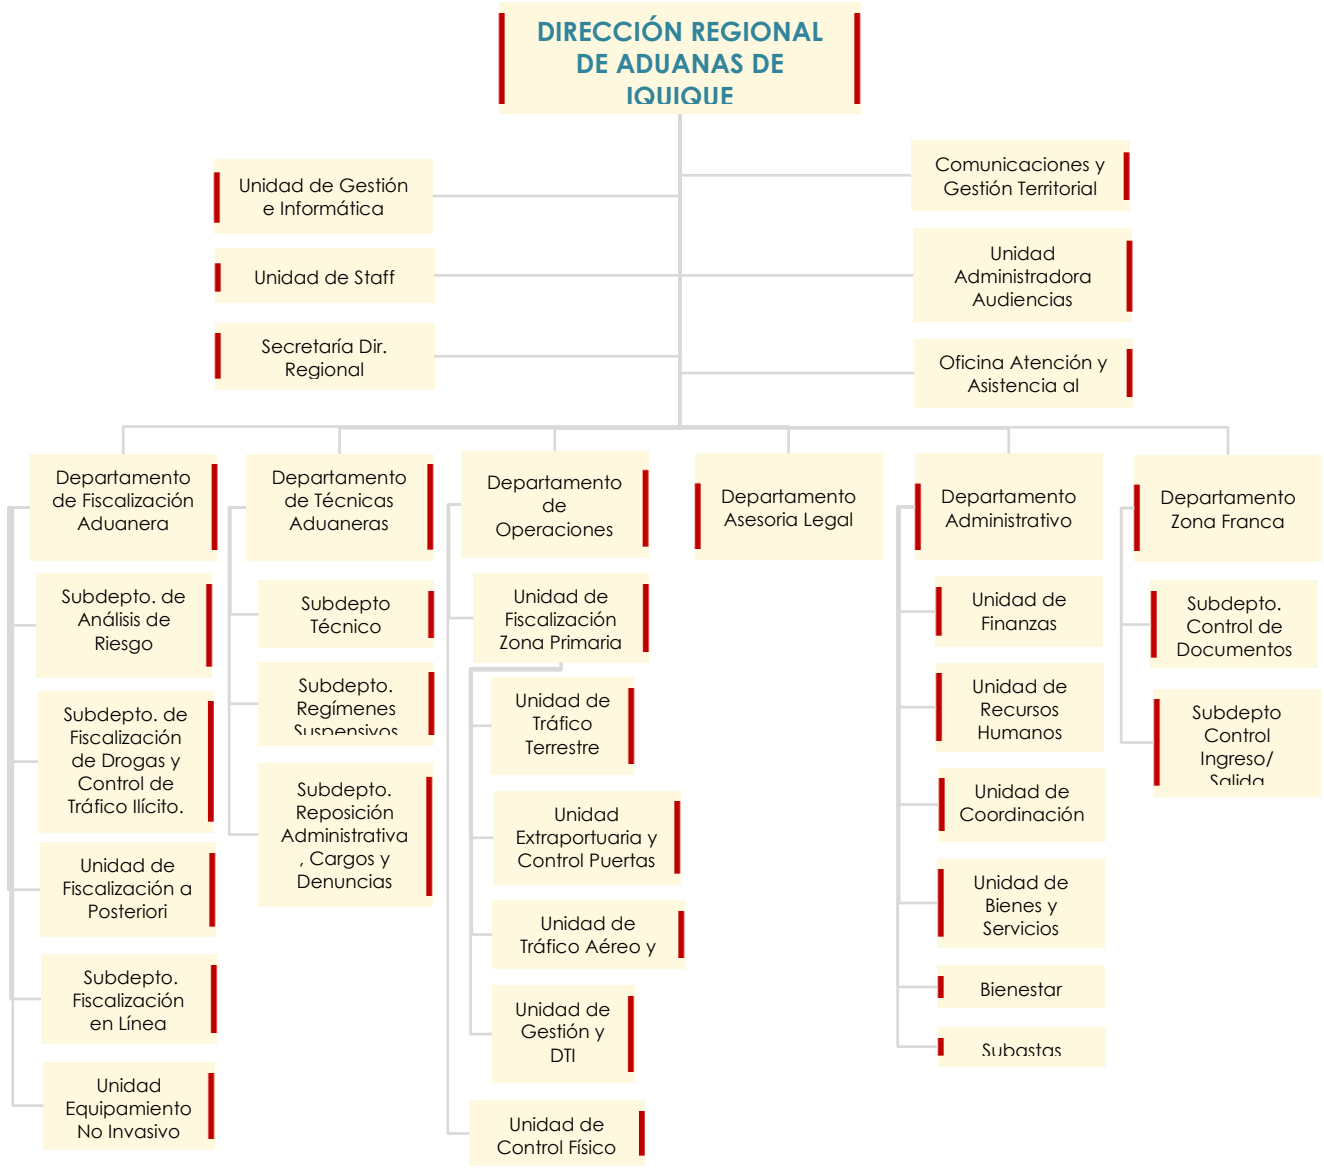 DIRECCIÓN REGIONAL
DE ADUANAS DE
IQUIQUE
Unidad de Gestión
e Informática
Unidad de Staff
Secretaría Dir.
Regional
Comunicaciones y
Gestión Territorial
Unidad
Administradora
Audiencias
Oficina Atención y
Asistencia al
Departamento
de Fiscalización
Aduanera
Subdepto. de
Análisis de
Riesgo
Subdepto. de
Fiscalización
de Drogas y
Control de
Tráfico Ilícito.
Unidad de
Fiscalización a
Posteriori
Subdepto.
Fiscalización
en Línea
Unidad
Equipamiento
No Invasivo
Departamento
de Técnicas
Aduaneras
Subdepto
Técnico
Subdepto.
Regímenes
Suspensivos
Subdepto.
Reposición
Administrativa
, Cargos y
Denuncias
Departamento
de
Operaciones
Unidad de
Fiscalización
Zona Primaria
Unidad de
Tráfico
Terrestre
Unidad
Extraportuaria y
Control Puertas
Unidad de
Tráfico Aéreo y
Unidad de
Gestión y
DTI
Unidad de
Control Físico
Departamento
Asesoria Legal
Departamento
Administrativo
Unidad de
Finanzas
Unidad de
Recursos
Humanos
Unidad de
Coordinación
Unidad de
Bienes y
Servicios
Bienestar
Subastas
Departamento
Zona Franca
Subdepto.
Control de
Documentos
Subdepto
Control
Ingreso/
Salida